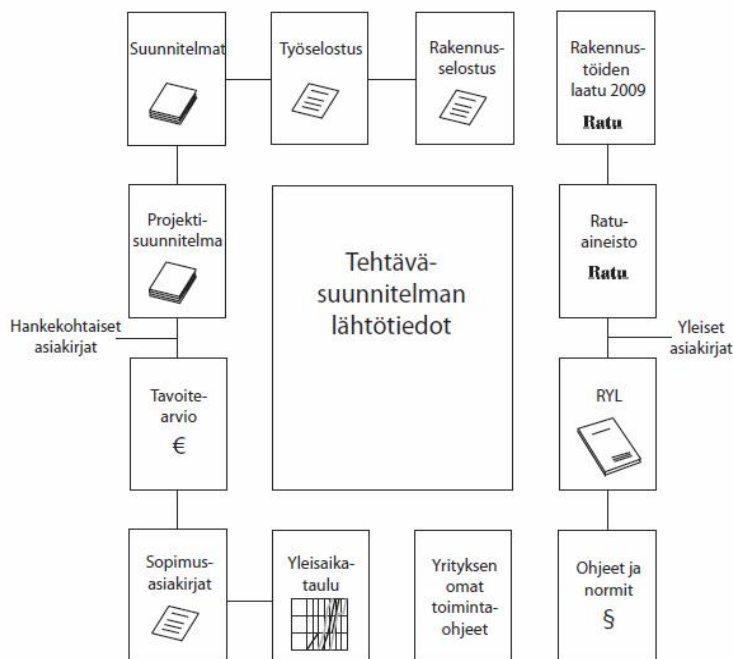 Suunnitelmat
Työselostus
Rakennus-
selostus
Rakennus-
töiden
laatu 2009
Ratu
Projekti-
suunnitelma
Tehtävä-
suunnitelman
lähtötiedot
Ratu-
aineisto
Ratu
Hankekohtaiset
asiakirjat
Yleiset
asiakirjat
Tavoite-
arvio
€
RYL
Sopimus-
asiakirjat
Yleisaika-
taulu
Yrityksen
omat
toiminta-
ohjeet
Ohjeet ja
normit
§